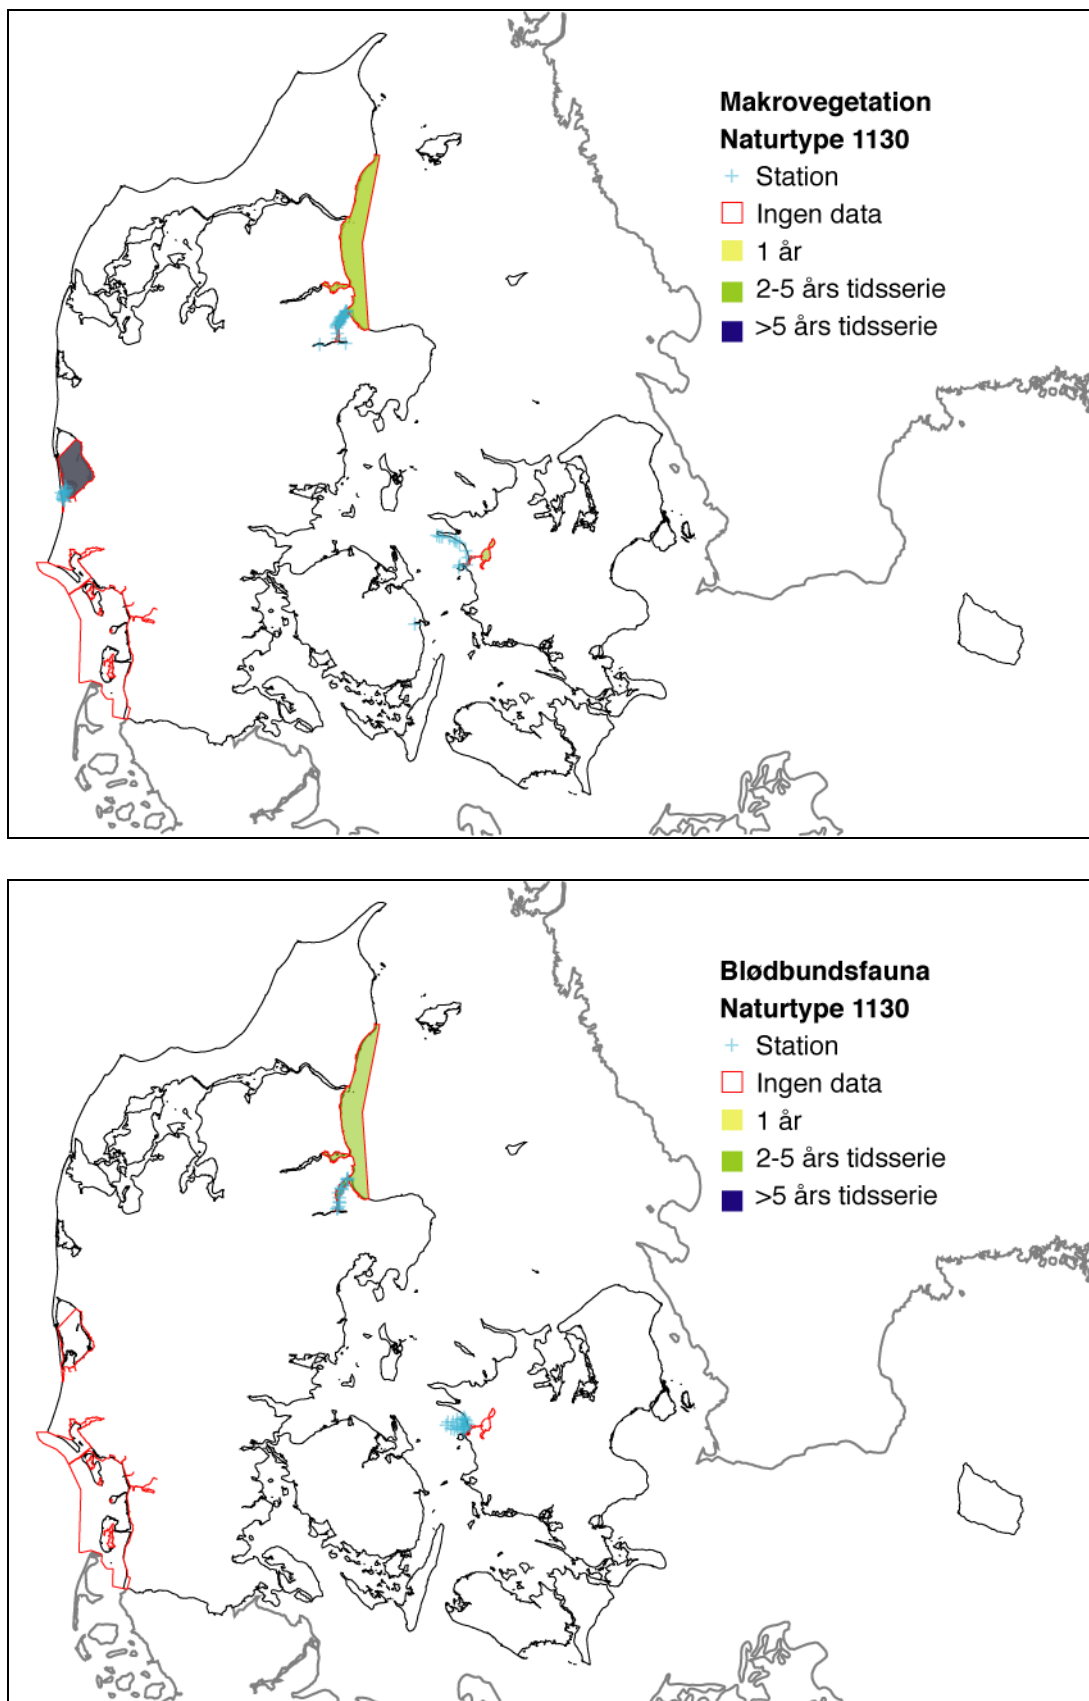 Makrovegetation
Naturtype 1130
Station
Ingen data
1 år
2-5 års tidsserie
>5 års tidsserie
Blødbundsfauna
Naturtype 1130
Station
Ingen data
1 år
2-5 års tidsserie
>5 års tidsserie